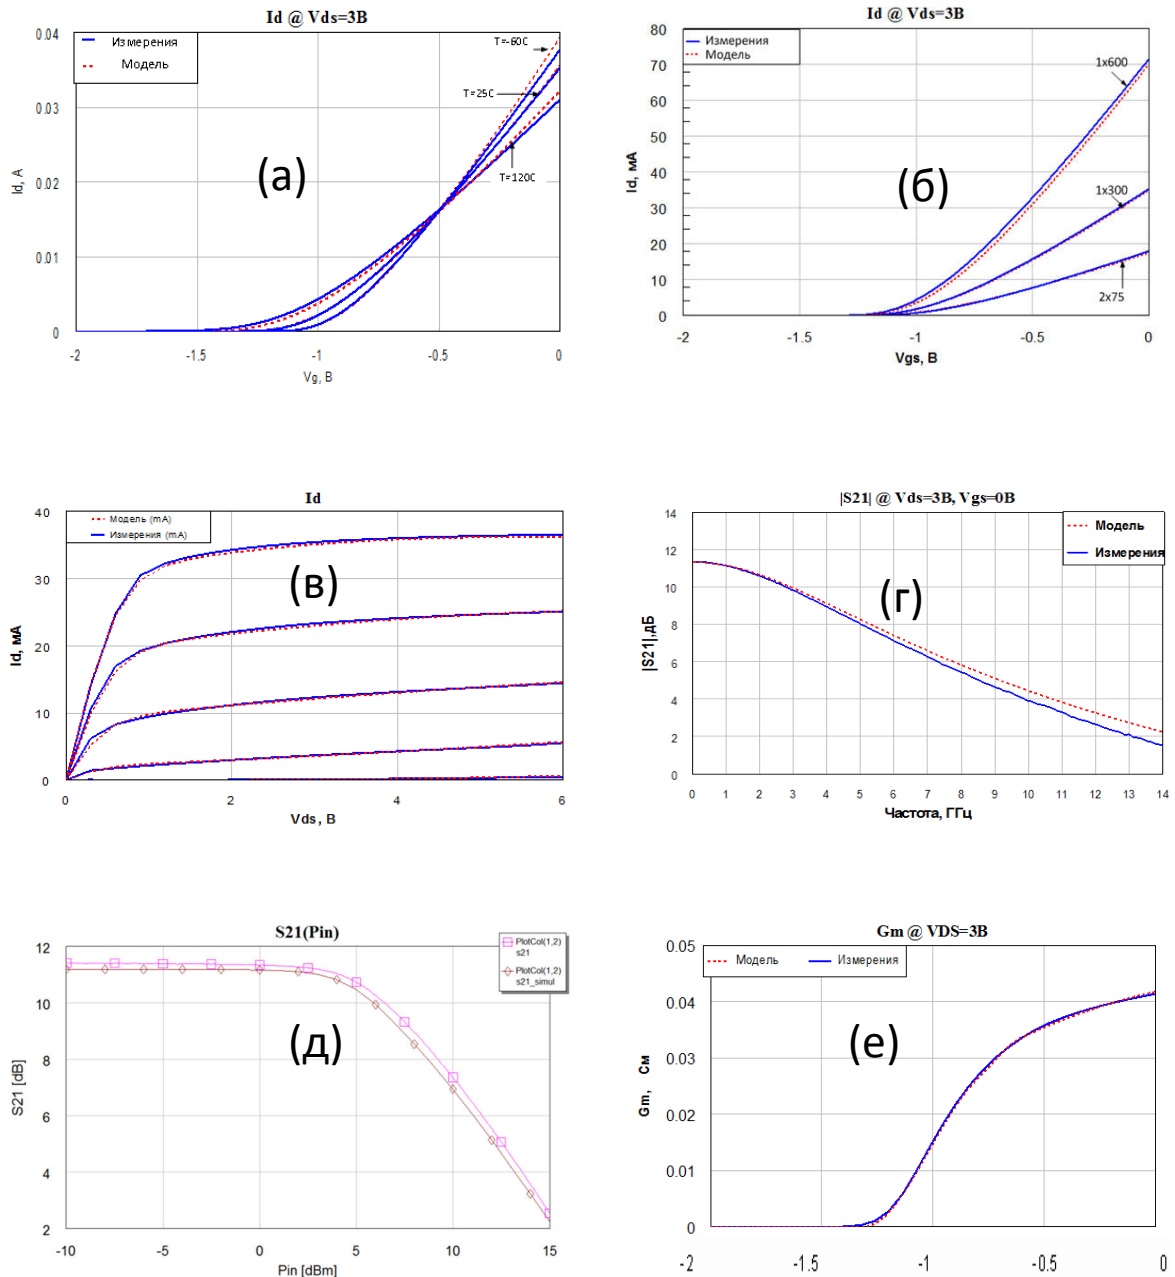 Id @ Vds=3В
0.04
0.03
0.02
0.01
0
Id, A
Измерения
Модель
T=-60C
T=25C
T=120C
(а)
-2
-1.5
-1
-0.5
0
Vg, В
Id @ Vds=3В
80
70
60
50
40
30
20
10
0
Id, мА
Измерения
Модель
1x600
1x300
2x75
(б)
-2
-1.5
-1
-0.5
0
Vgs, В
Id
40
30
20
10
0
Id, мА
Модель (mA)
Измерения (mA)
(в)
0
2
4
6
Vds, В
|S21| @ Vds=3В, Vgs=0В
14
12
10
8
6
4
2
0
|S21|,дБ
Модель
Измерения
(г)
0 1 2 3 4 5 6 7 8 9 10 11 12 13 14
Частота, ГГц
S21(Pin)
12
10
8
6
4
2
S21 [dB]
PlotCol(1,2)
s21
PlotCol(1,2)
s21_simul
(д)
-10
-5
0
5
10
15
Pin [dBm]
Gm @ VDS=3В
0.05
0.04
0.03
0.02
0.01
0
Gm, См
Модель
Измерения
(е)
-2
-1.5
-1
-0.5
0